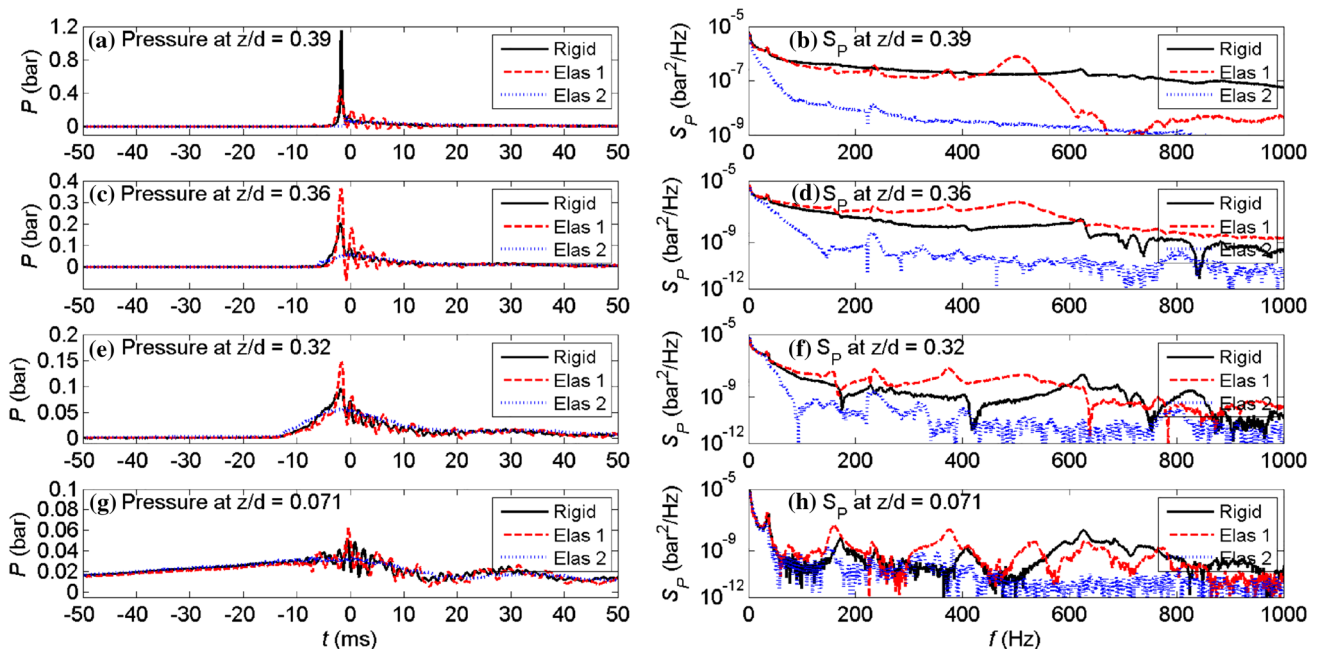 (a) Pressure at z/d = 0.39
P (bar)
1.2
0.8
0.4
0
Rigid
Elas 1
Elas 2
-50 -40 -30 -20 -10 0 10 20 30 40 50
(b) S_P at z/d = 0.39
S_P (bar²/Hz)
10⁻⁵
10⁻⁷
10⁻⁹
Rigid
Elas 1
Elas 2
0 200 400 600 800 1000
(c) Pressure at z/d = 0.36
P (bar)
0.4
0.3
0.2
0.1
0
Rigid
Elas 1
Elas 2
-50 -40 -30 -20 -10 0 10 20 30 40 50
(d) S_P at z/d = 0.36
S_P (bar²/Hz)
10⁻⁵
10⁻⁹
10⁻¹²
Rigid
Elas 1
Elas 2
0 200 400 600 800 1000
(e) Pressure at z/d = 0.32
P (bar)
0.2
0.15
0.1
0.05
0
Rigid
Elas 1
Elas 2
-50 -40 -30 -20 -10 0 10 20 30 40 50
(f) S_P at z/d = 0.32
S_P (bar²/Hz)
10⁻⁵
10⁻⁹
10⁻¹²
Rigid
Elas 1
Elas 2
0 200 400 600 800 1000
(g) Pressure at z/d = 0.071
P (bar)
0.1
0.08
0.06
0.04
0.02
0
Rigid
Elas 1
Elas 2
-50 -40 -30 -20 -10 0 10 20 30 40 50
t (ms)
(h) S_P at z/d = 0.071
S_P (bar²/Hz)
10⁻⁵
10⁻⁹
10⁻¹²
Rigid
Elas 1
Elas 2
0 200 400 600 800 1000
f (Hz)